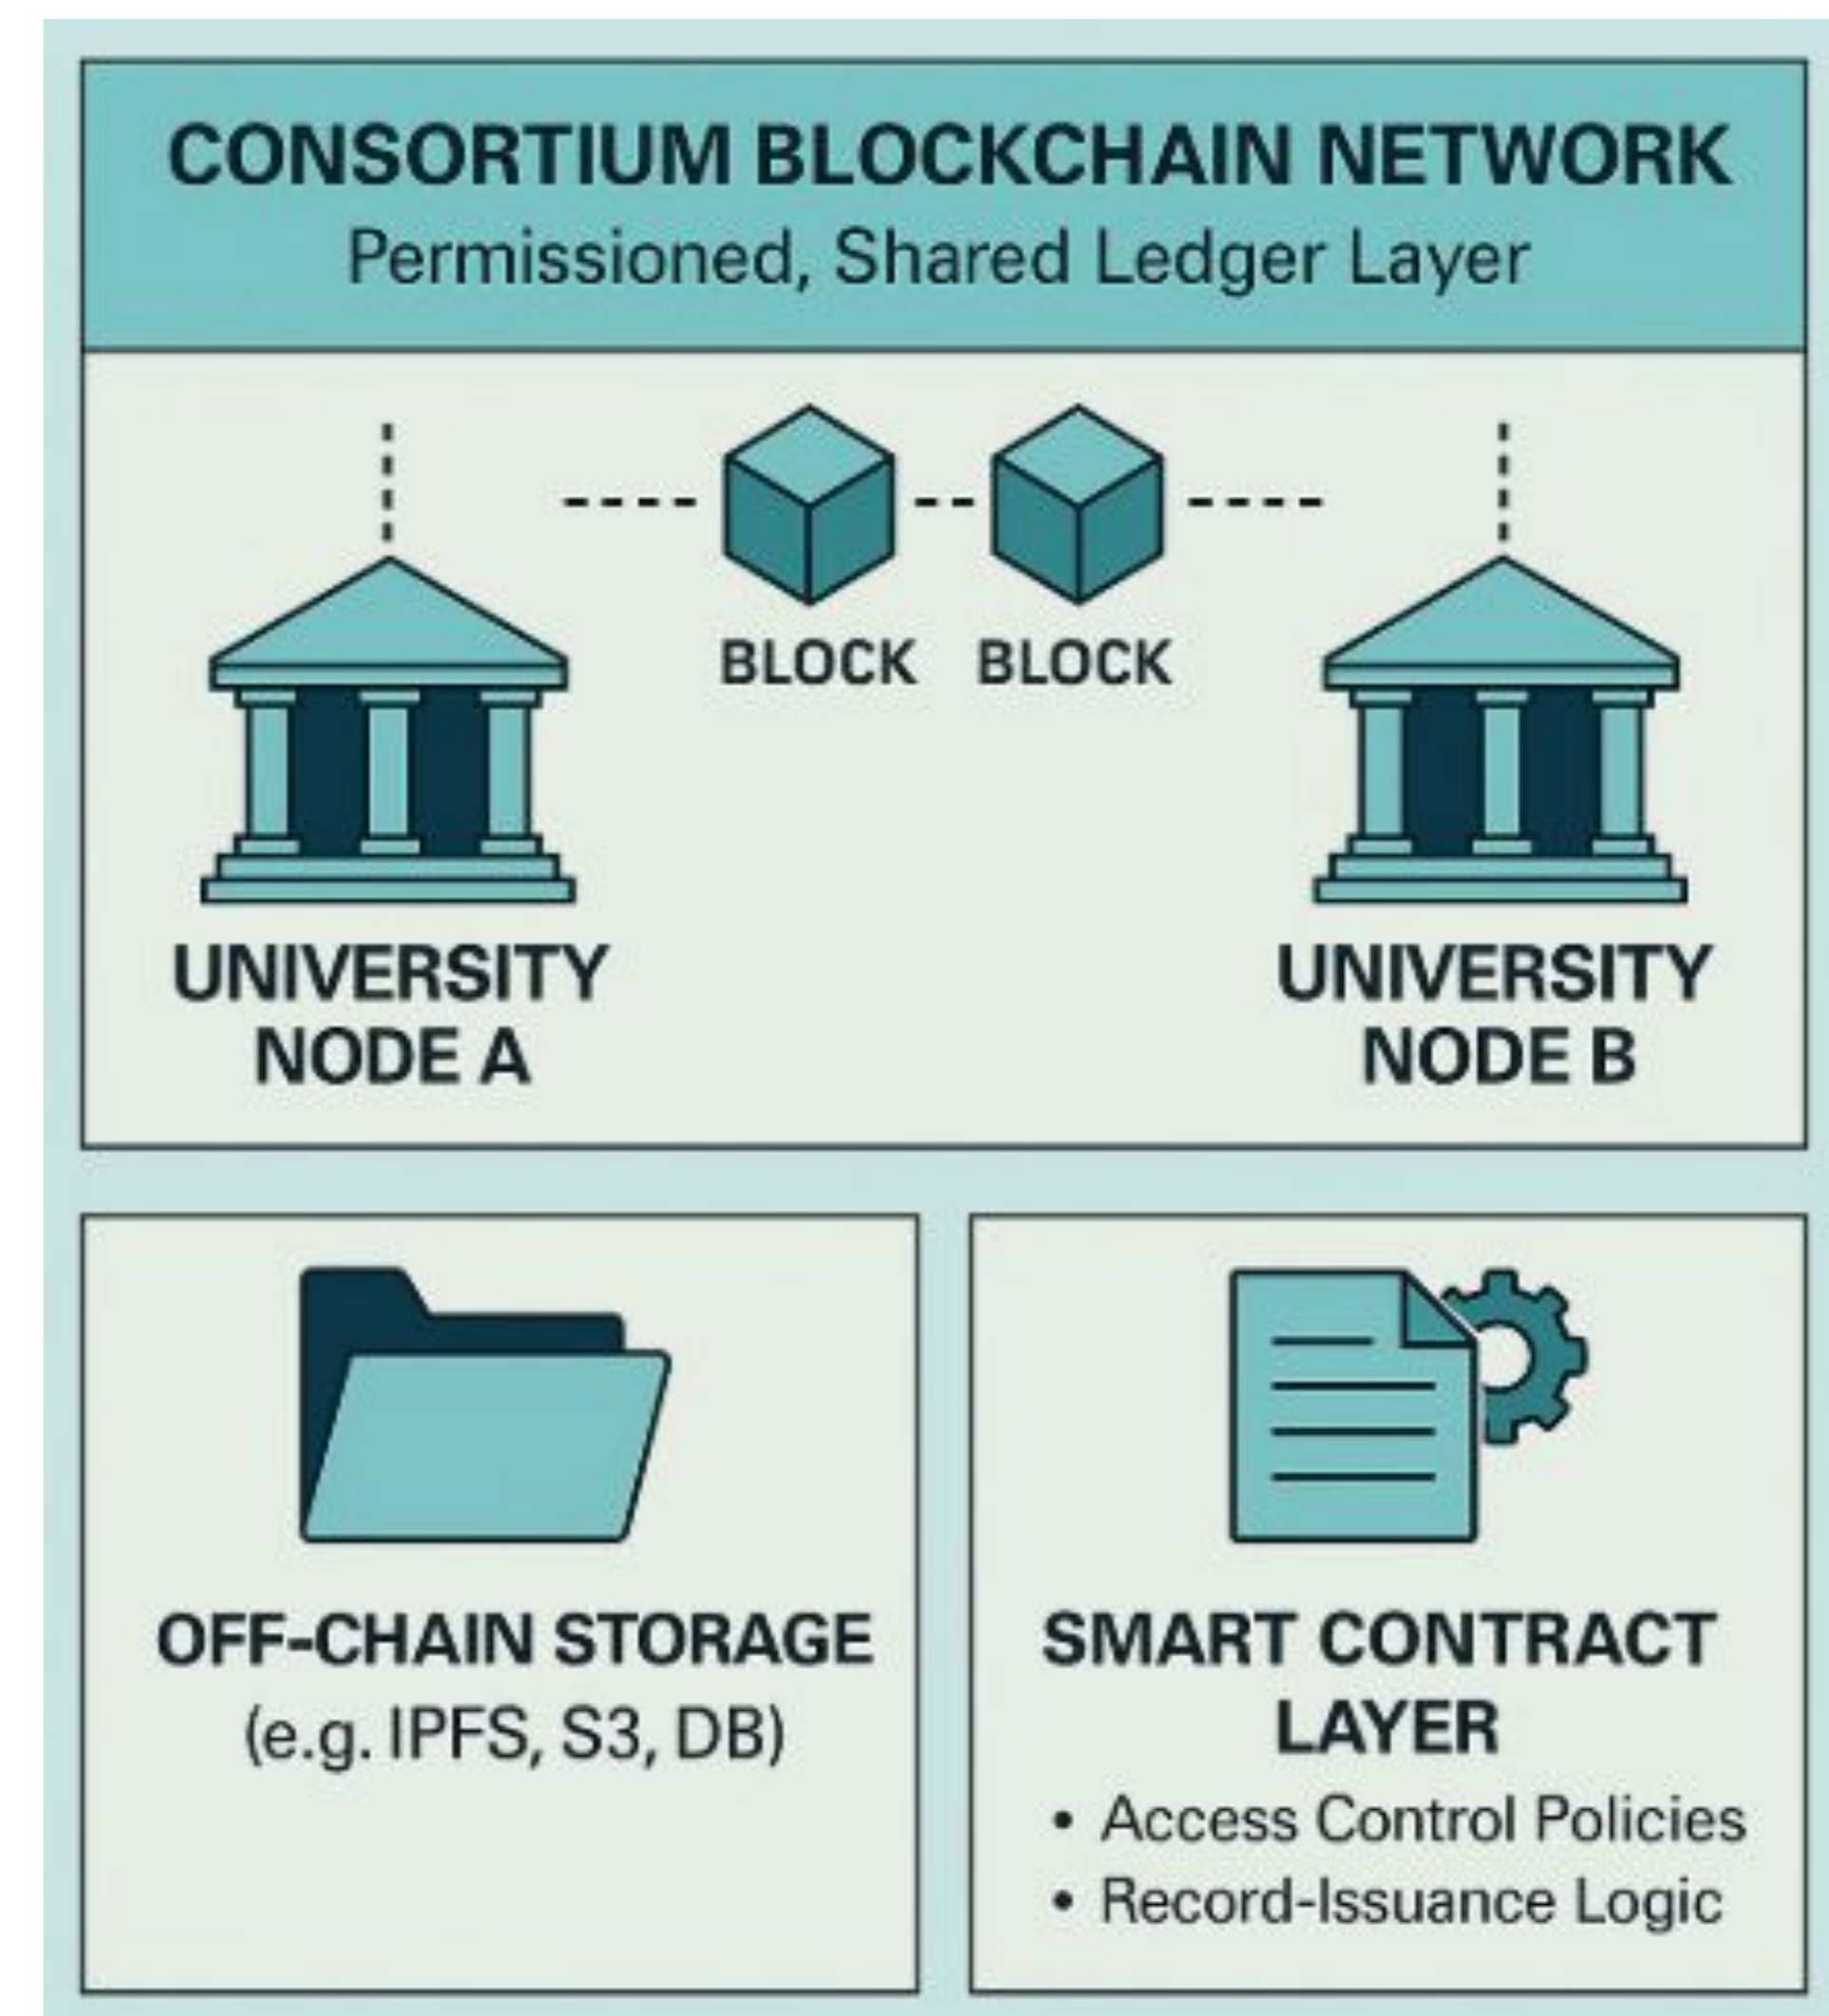 CONSORTIUM BLOCKCHAIN NETWORK
Permissioned, Shared Ledger Layer
BLOCK BLOCK
UNIVERSITY
NODE A
UNIVERSITY
NODE B
OFF-CHAIN STORAGE
(e.g. IPFS, S3, DB)
SMART CONTRACT
LAYER
• Access Control Policies
• Record-Issuance Logic